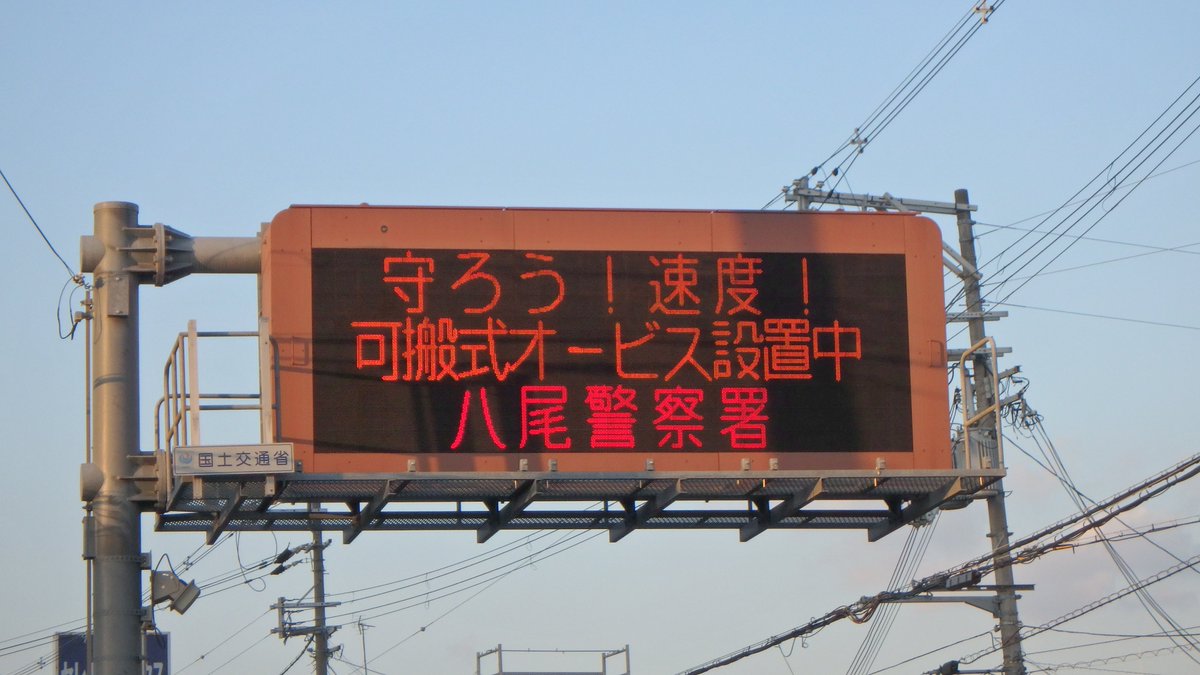 守ろう！速度！
可搬式オービス設置中
八尾警察署
国土交通省